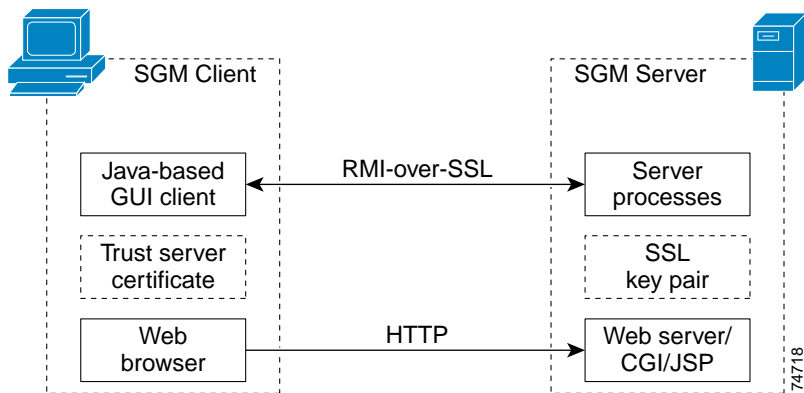 SGM Client
SGM Server
Java-based
GUI client
RMI-over-SSL
Server
processes
Trust server
certificate
SSL
key pair
Web
browser
HTTP
Web server/
CGI/JSP
74718